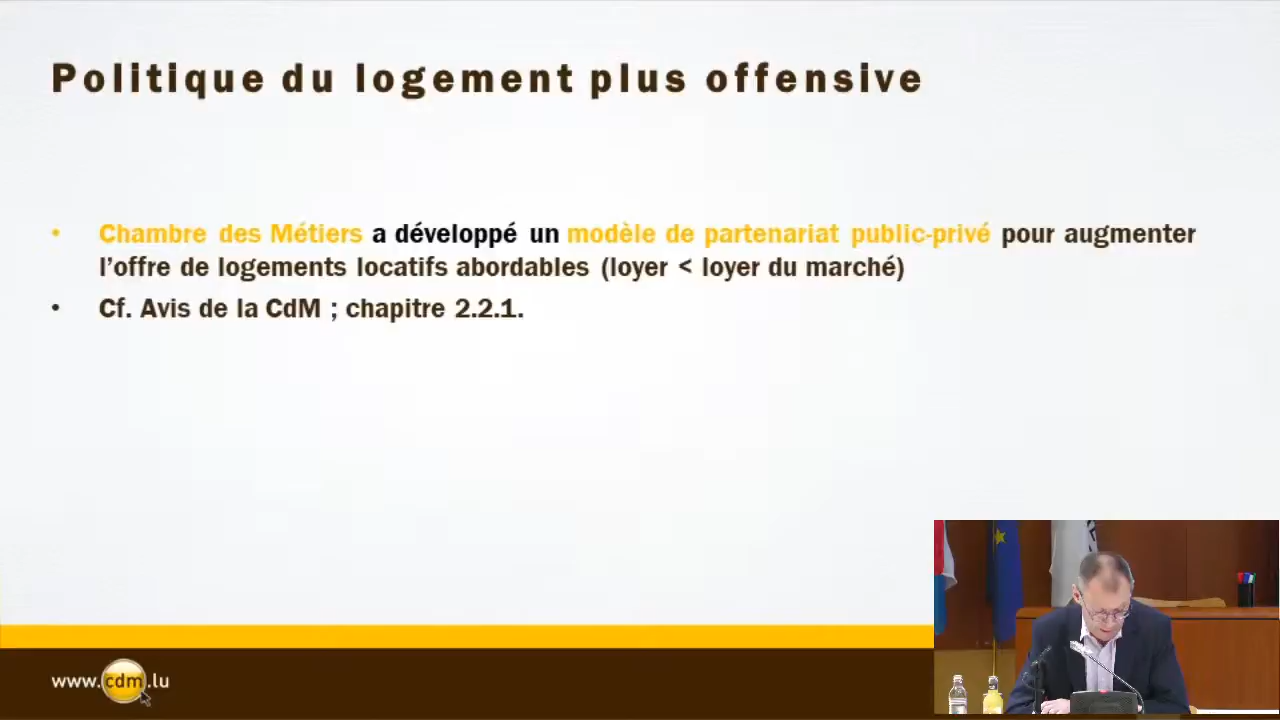 Politique du logement plus offensive
• Chambre des Métiers a développé un modèle de partenariat public-privé pour augmenter
l’offre de logements locatifs abordables (loyer < loyer du marché)
• Cf. Avis de la CdM ; chapitre 2.2.1.
www.cdm.lu